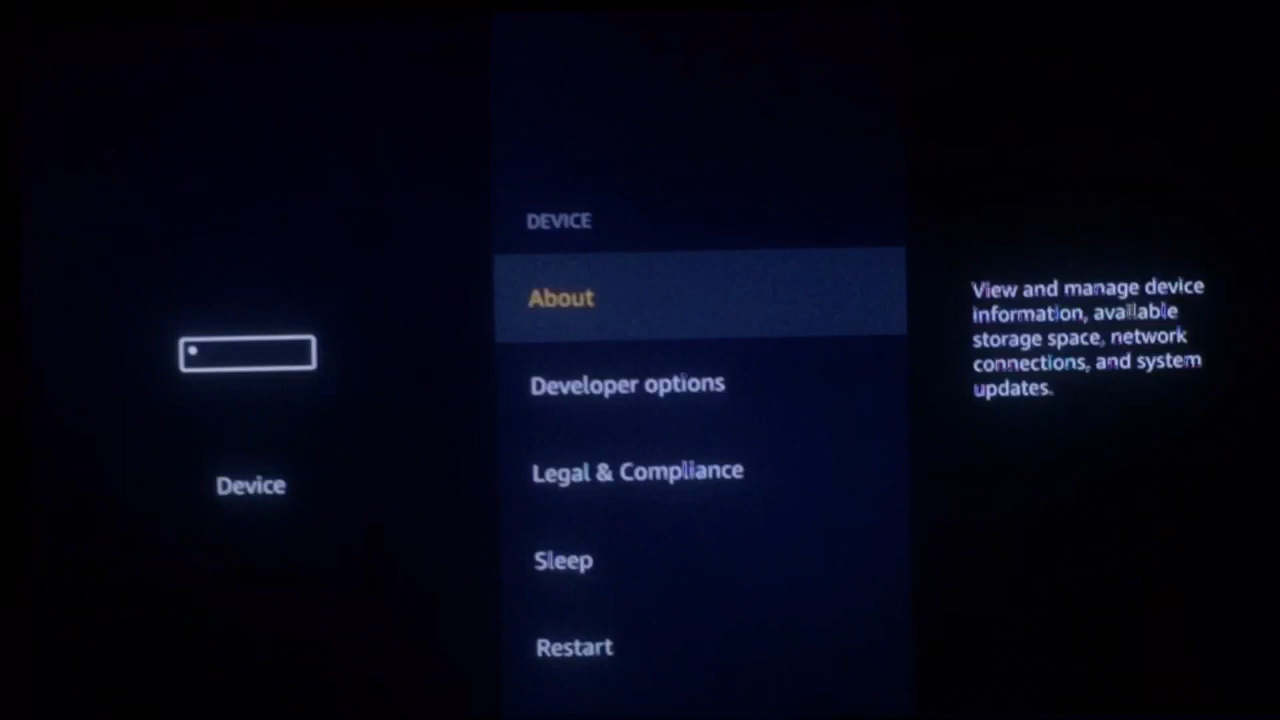 Device
DEVICE
About
Developer options
Legal & Compliance
Sleep
Restart
View and manage device
information, available
storage space, network
connections, and system
updates.